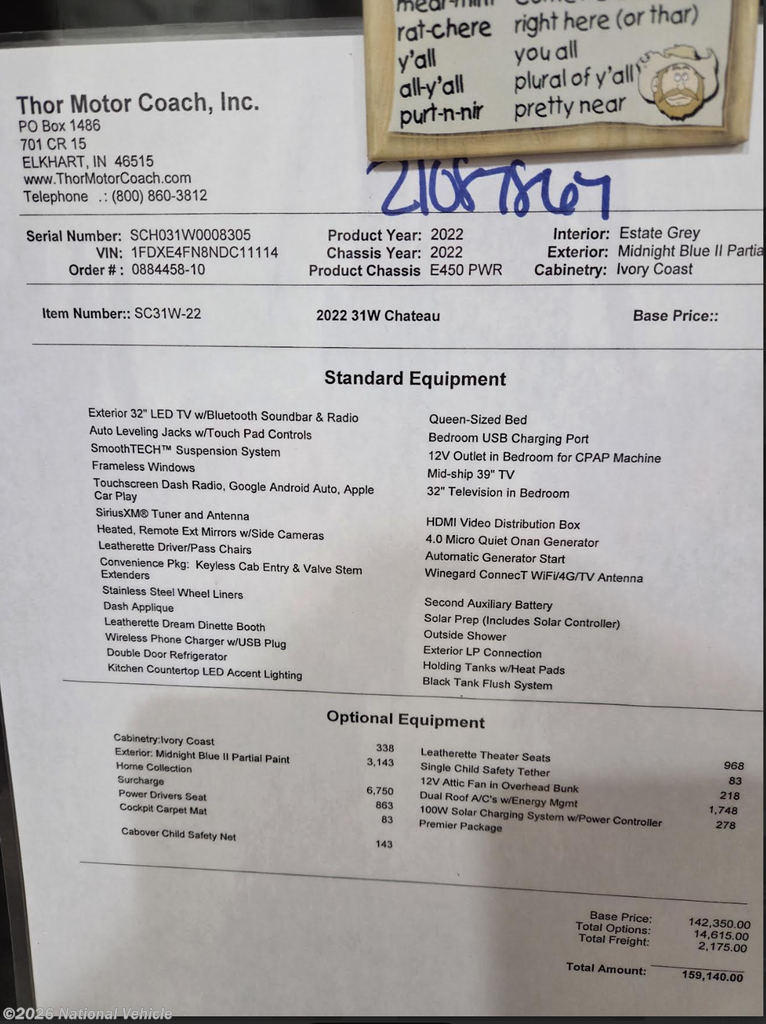 rat-chere right here (or thar)
y'all you all
all-y'all plural of y'all
purt-n-nir pretty near
Thor Motor Coach, Inc.
PO Box 1486
701 CR 15
ELKHART, IN 46515
www.ThorMotorCoach.com
Telephone .: (800) 860-3812
21087867
Serial Number: SCH031W0008305 Product Year: 2022 Interior: Estate Grey
VIN: 1FDXE4FN8NDC11114 Chassis Year: 2022 Exterior: Midnight Blue II Partia
Order # : 0884458-10 Product Chassis E450 PWR Cabinetry: Ivory Coast
Item Number:: SC31W-22 2022 31W Chateau Base Price::
Standard Equipment
Exterior 32" LED TV w/Bluetooth Soundbar & Radio
Auto Leveling Jacks w/Touch Pad Controls
SmoothTECH™ Suspension System
Frameless Windows
Touchscreen Dash Radio, Google Android Auto, Apple
Car Play
SiriusXM® Tuner and Antenna
Heated, Remote Ext Mirrors w/Side Cameras
Leatherette Driver/Pass Chairs
Convenience Pkg: Keyless Cab Entry & Valve Stem
Extenders
Stainless Steel Wheel Liners
Dash Applique
Leatherette Dream Dinette Booth
Wireless Phone Charger w/USB Plug
Double Door Refrigerator
Kitchen Countertop LED Accent Lighting
Queen-Sized Bed
Bedroom USB Charging Port
12V Outlet in Bedroom for CPAP Machine
Mid-ship 39" TV
32" Television in Bedroom
HDMI Video Distribution Box
4.0 Micro Quiet Onan Generator
Automatic Generator Start
Winegard ConnecT WiFi/4G/TV Antenna
Second Auxiliary Battery
Solar Prep (Includes Solar Controller)
Outside Shower
Exterior LP Connection
Holding Tanks w/Heat Pads
Black Tank Flush System
Optional Equipment
Cabinetry:Ivory Coast 338
Exterior: Midnight Blue II Partial Paint 3,143
Home Collection
Surcharge 6,750
Power Drivers Seat 863
Cockpit Carpet Mat 83
Cabover Child Safety Net 143
Leatherette Theater Seats 968
Single Child Safety Tether 83
12V Attic Fan in Overhead Bunk 218
Dual Roof A/C's w/Energy Mgmt 1,748
100W Solar Charging System w/Power Controller 278
Premier Package
Base Price: 142,350.00
Total Options: 14,615.00
Total Freight: 2,175.00
Total Amount: 159,140.00
©2026 National Vehicle